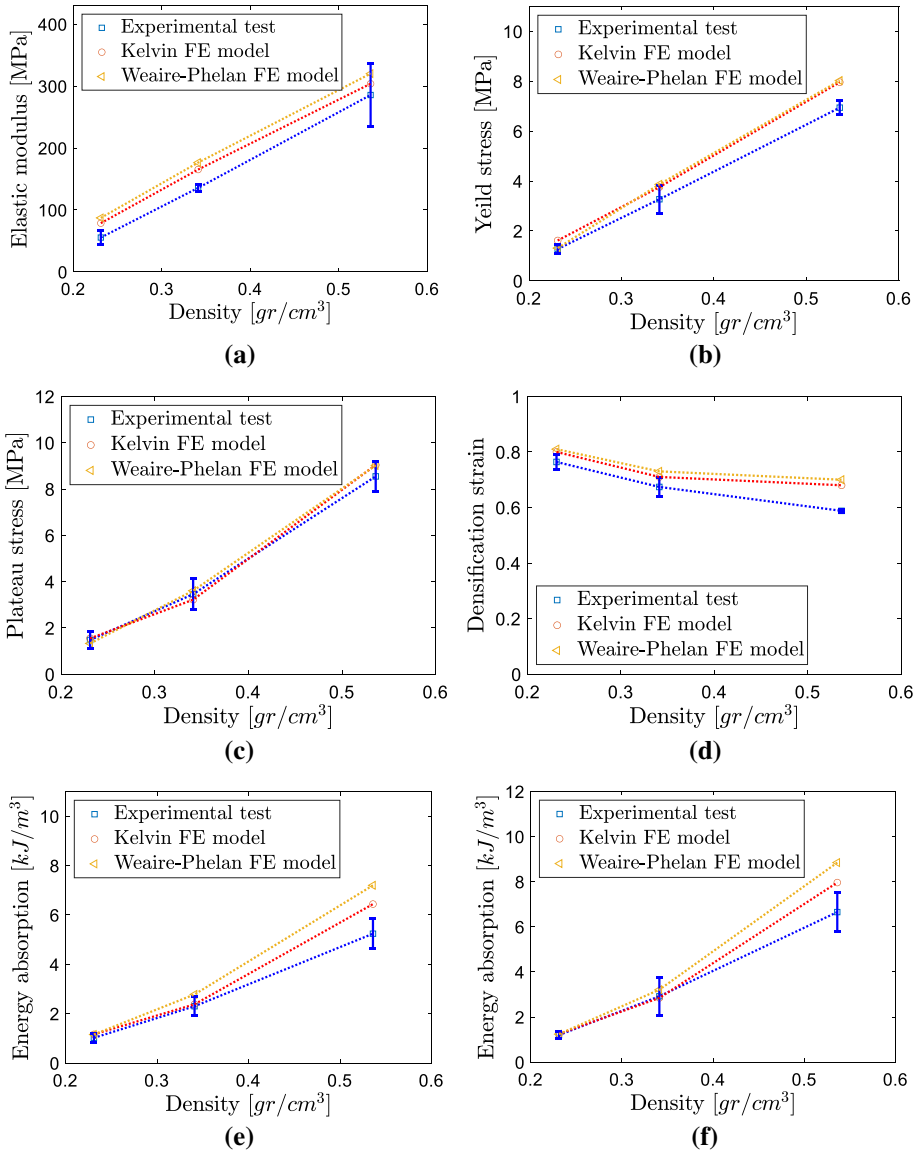 Elastic modulus [MPa]
400
300
200
100
0
Experimental test
Kelvin FE model
Weaire-Phelan FE model
0.2 0.3 0.4 0.5 0.6
Density [gr/cm³]
(a)
Yeild stress [MPa]
10
8
6
4
2
0
Experimental test
Kelvin FE model
Weaire-Phelan FE model
0.2 0.3 0.4 0.5 0.6
Density [gr/cm³]
(b)
Plateau stress [MPa]
12
10
8
6
4
2
0
Experimental test
Kelvin FE model
Weaire-Phelan FE model
0.2 0.3 0.4 0.5 0.6
Density [gr/cm³]
(c)
Densification strain
1
0.8
0.6
0.4
0.2
0
Experimental test
Kelvin FE model
Weaire-Phelan FE model
0.2 0.3 0.4 0.5 0.6
Density [gr/cm³]
(d)
Energy absorption [kJ/m³]
10
8
6
4
2
0
Experimental test
Kelvin FE model
Weaire-Phelan FE model
0.2 0.3 0.4 0.5 0.6
Density [gr/cm³]
(e)
Energy absorption [kJ/m³]
12
10
8
6
4
2
0
Experimental test
Kelvin FE model
Weaire-Phelan FE model
0.2 0.3 0.4 0.5 0.6
Density [gr/cm³]
(f)